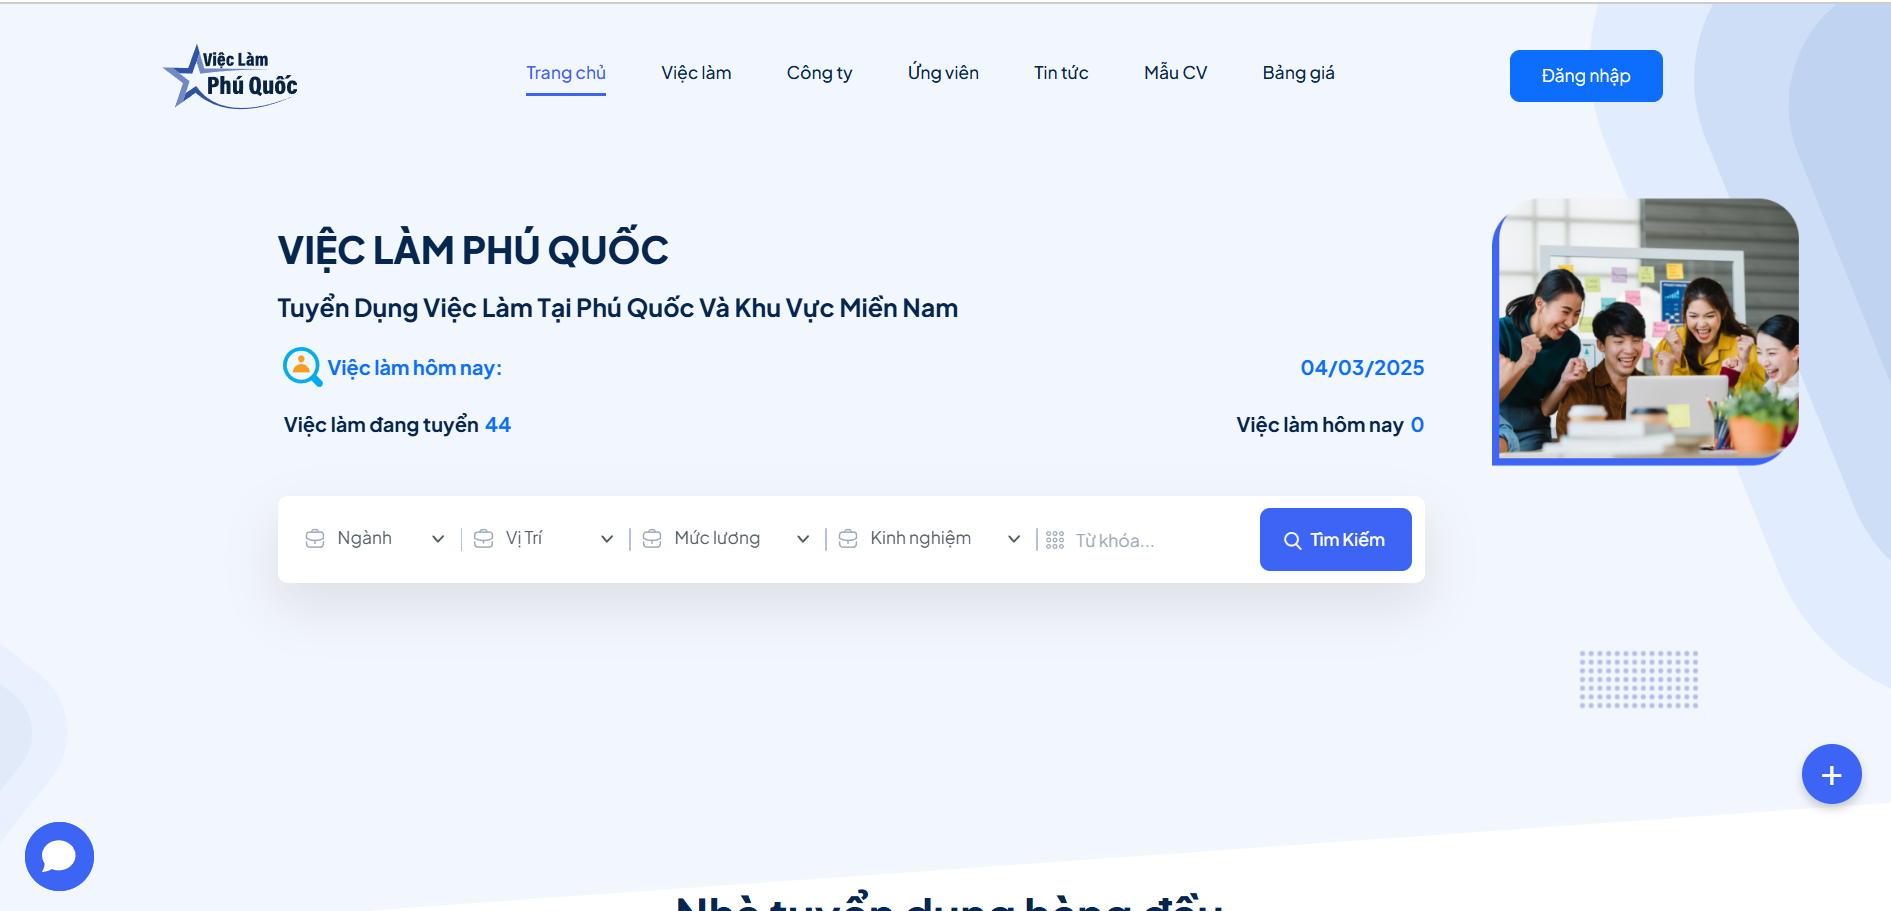 Việc Làm
Phú Quốc
Trang chủ
Việc làm
Công ty
Ứng viên
Tin tức
Mẫu CV
Bảng giá
Đăng nhập
VIỆC LÀM PHÚ QUỐC
Tuyển Dụng Việc Làm Tại Phú Quốc Và Khu Vực Miền Nam
Việc làm hôm nay:
04/03/2025
Việc làm đang tuyển 44
Việc làm hôm nay 0
Ngành
Vị Trí
Mức lương
Kinh nghiệm
Từ khóa...
Tìm Kiếm
Nhà tuyển dụng hàng đầu